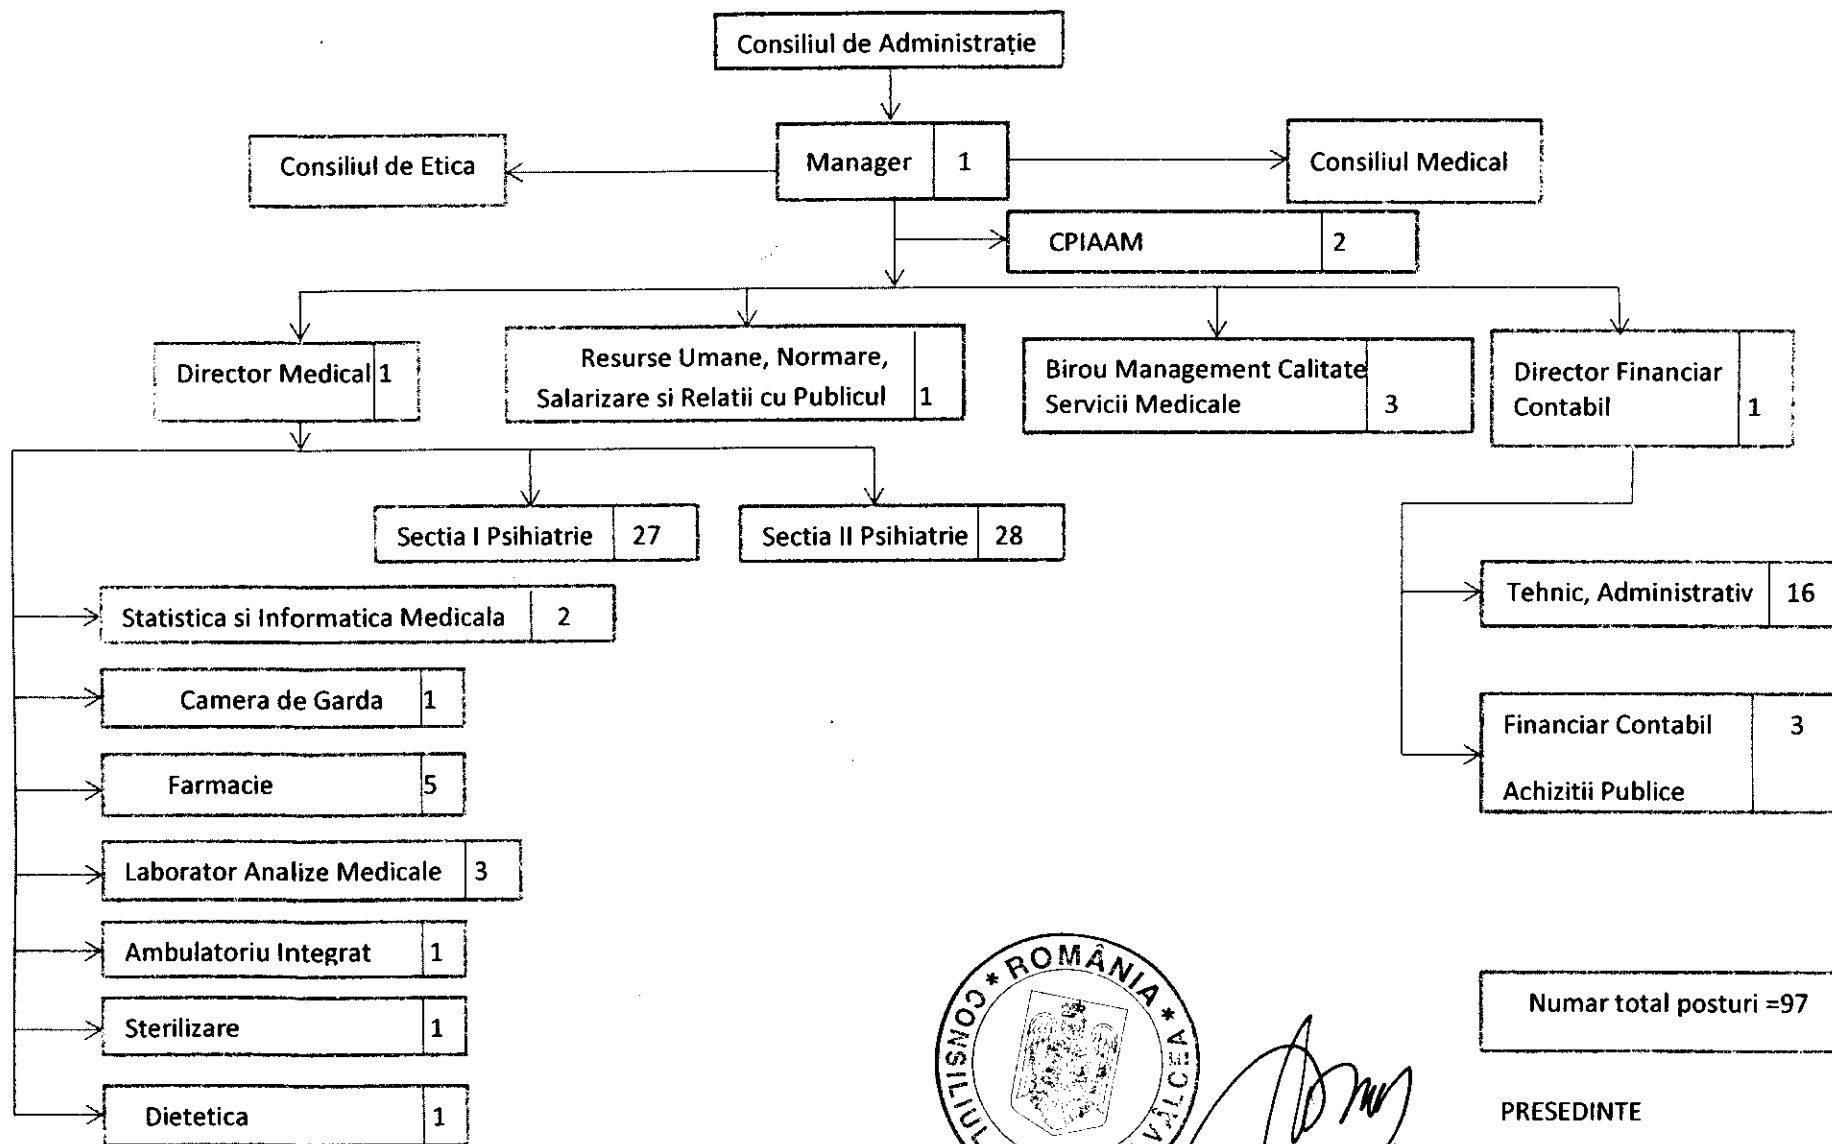 Consiliul de Administrație
Consiliul de Etica
Manager 1
Consiliul Medical
CPIAAM 2
Director Medical 1
Resurse Umane, Normare,
Salarizare si Relatii cu Publicul 1
Birou Management Calitate
Servicii Medicale 3
Director Financiar
Contabil 1
Sectia I Psihiatrie 27
Sectia II Psihiatrie 28
Statistica si Informatica Medicala 2
Camera de Garda 1
Farmacie 5
Laborator Analize Medicale 3
Ambulatoriu Integrat 1
Sterilizare 1
Dietetica 1
Tehnic, Administrativ 16
Financiar Contabil 3
Achizitii Publice
Numar total posturi =97
PRESEDINTE
* ROMÂNIA *
VÂLCEA